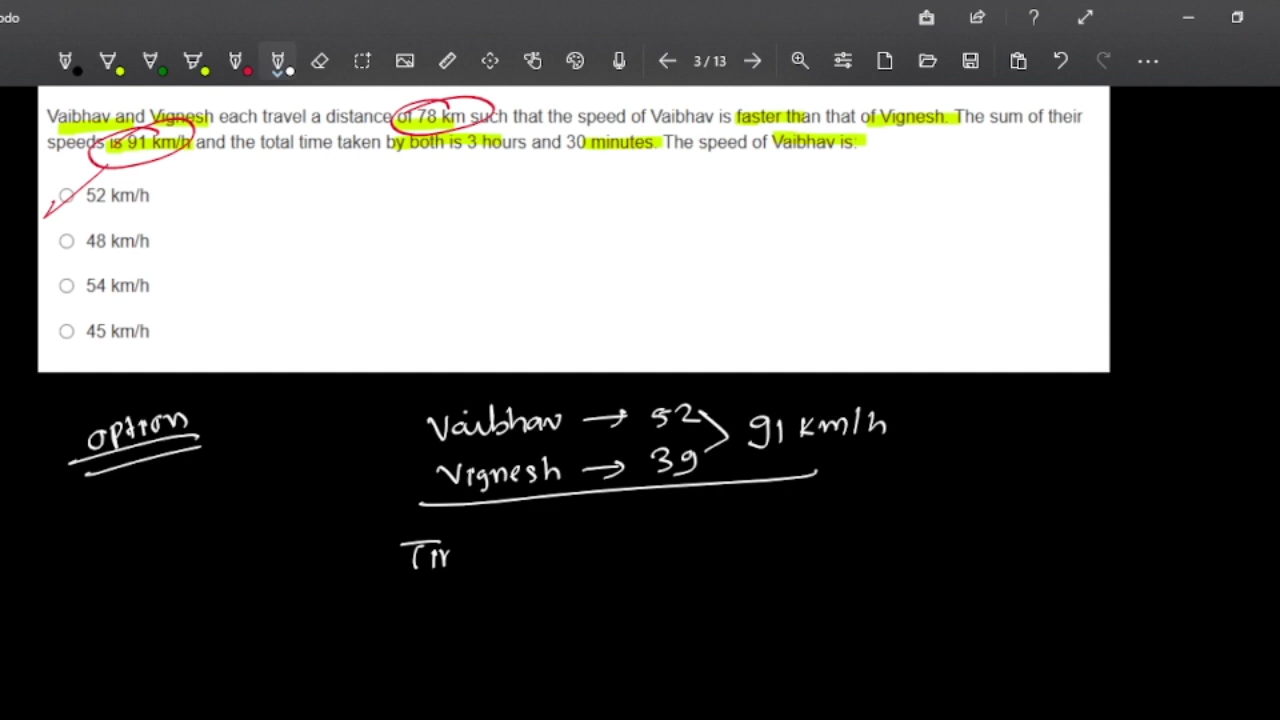 odo
3 / 13
Vaibhav and Vignesh each travel a distance of 78 km such that the speed of Vaibhav is faster than that of Vignesh. The sum of their
speeds is 91 km/h and the total time taken by both is 3 hours and 30 minutes. The speed of Vaibhav is:
52 km/h
48 km/h
54 km/h
45 km/h
option
Vaibhav → 52
91 km/h
Vignesh → 39
Tim